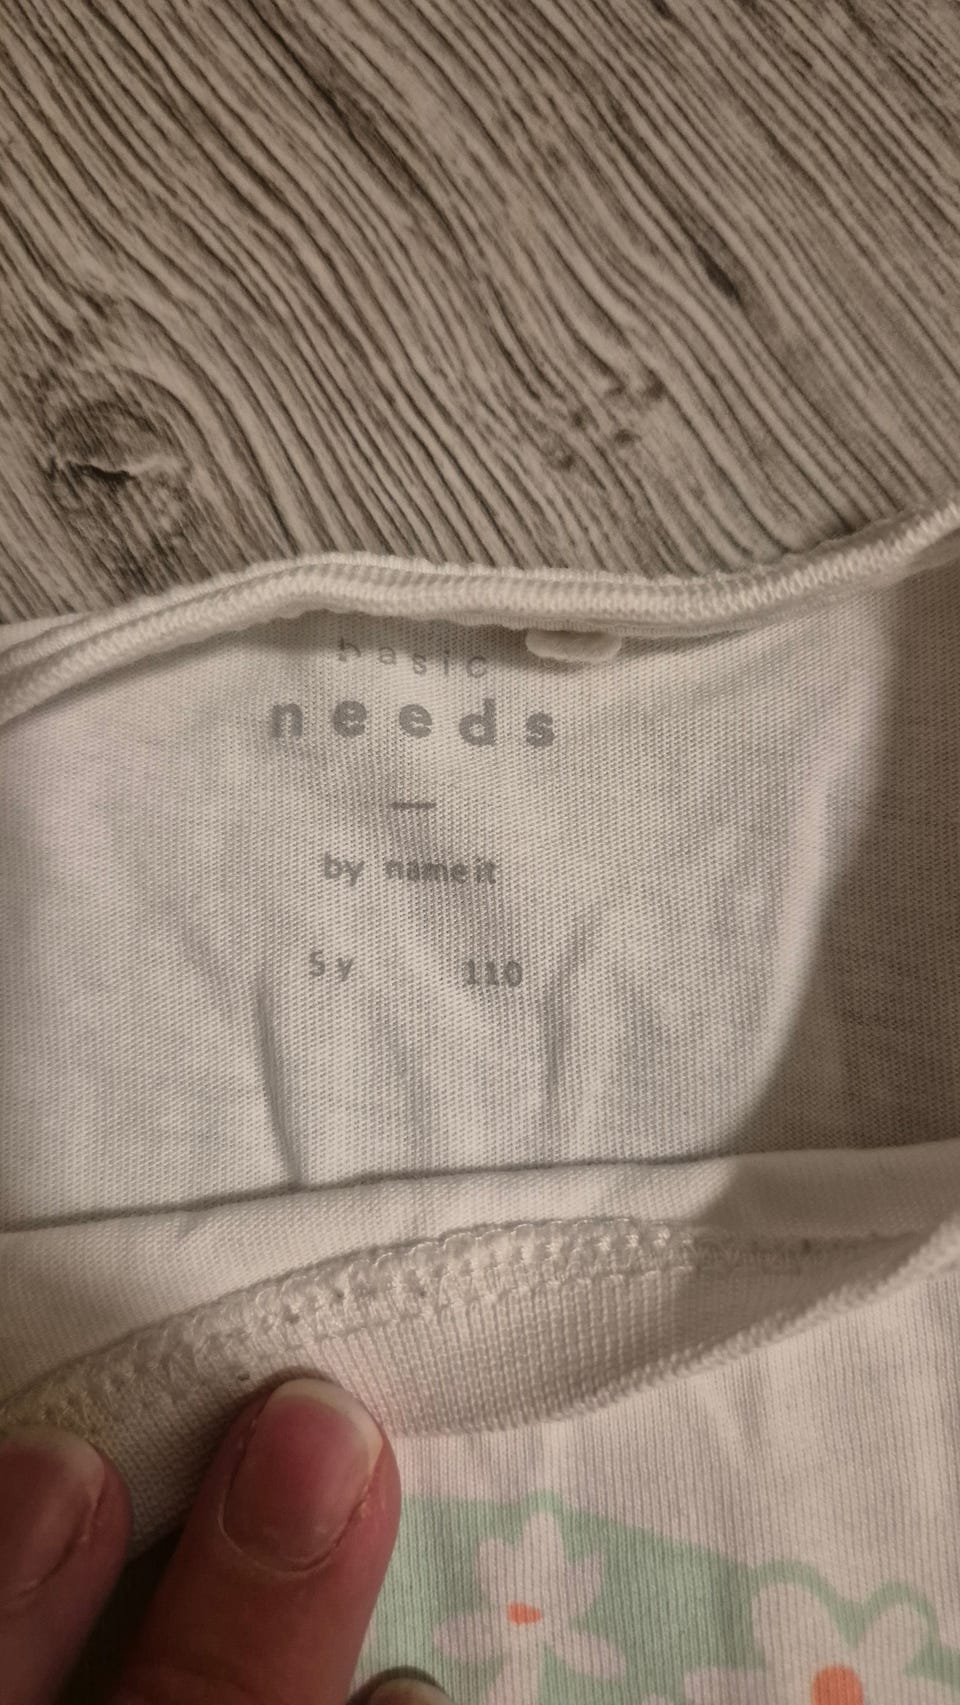 basic
needs
by name it
5y 110